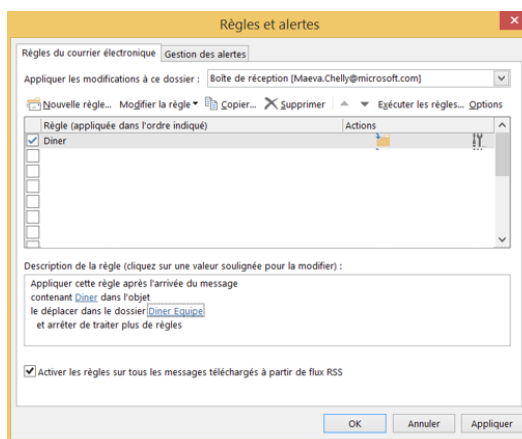 Règles et alertes
Règles du courrier électronique Gestion des alertes
Appliquer les modifications à ce dossier : Boîte de réception [Maeva.Chelly@microsoft.com]
Nouvelle règle... Modifier la règle Copier... Supprimer Exécuter les règles... Options
Règle (appliquée dans l'ordre indiqué) Actions
Diner
Description de la règle (cliquez sur une valeur soulignée pour la modifier) :
Appliquer cette règle après l'arrivée du message
contenant Diner dans l'objet
le déplacer dans le dossier Diner Equipe
et arrêter de traiter plus de règles
Activer les règles sur tous les messages téléchargés à partir de flux RSS
OK Annuler Appliquer